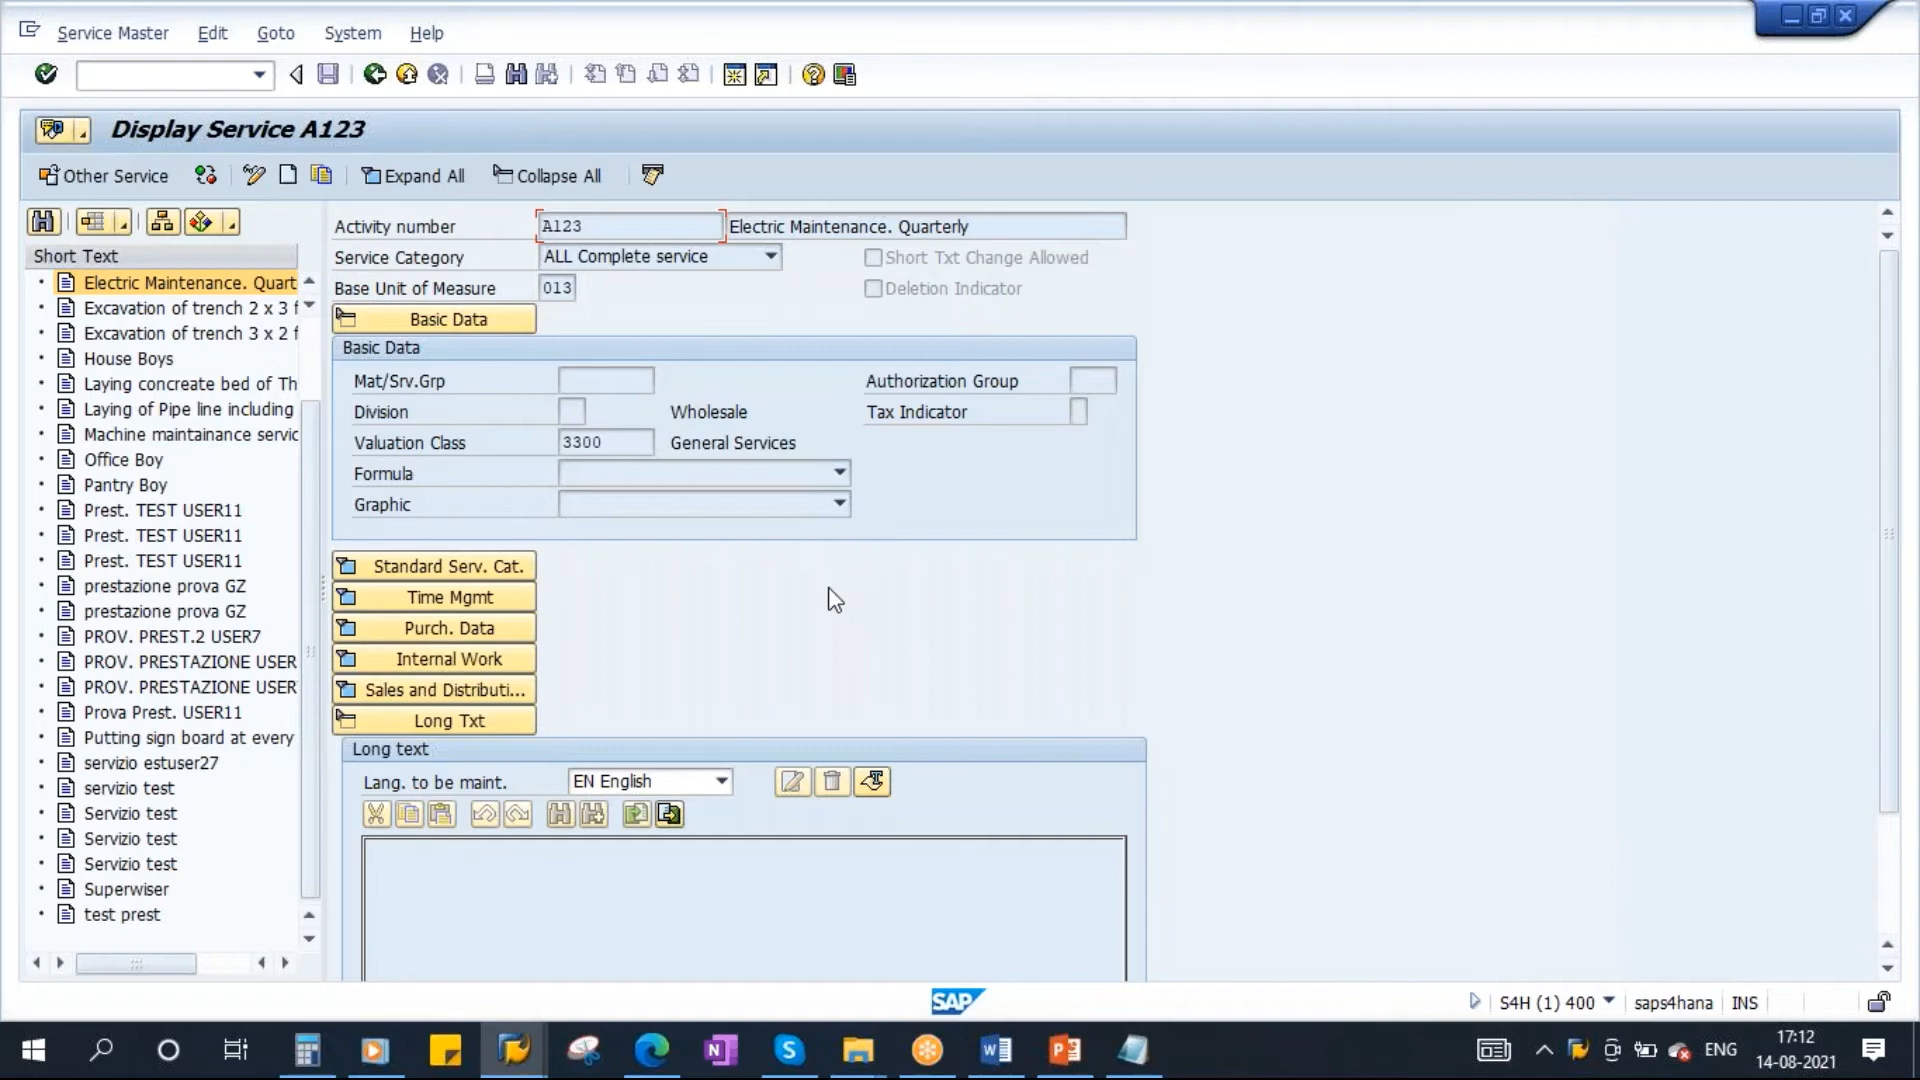 Service Master Edit Goto System Help
Display Service A123
Other Service Expand All Collapse All
Short Text
Electric Maintenance. Quart
Excavation of trench 2 x 3 f
Excavation of trench 3 x 2 f
House Boys
Laying concreate bed of Th
Laying of Pipe line including
Machine maintainance servic
Office Boy
Pantry Boy
Prest. TEST USER11
Prest. TEST USER11
Prest. TEST USER11
prestazione prova GZ
prestazione prova GZ
PROV. PREST.2 USER7
PROV. PRESTAZIONE USER
PROV. PRESTAZIONE USER
Prova Prest. USER11
Putting sign board at every
servizio estuser27
servizio test
Servizio test
Servizio test
Servizio test
Superwiser
test prest
Activity number A123 Electric Maintenance. Quarterly
Service Category ALL Complete service Short Txt Change Allowed
Base Unit of Measure 013 Deletion Indicator
Basic Data
Basic Data
Mat/Srv.Grp Authorization Group
Division Wholesale Tax Indicator
Valuation Class 3300 General Services
Formula
Graphic
Standard Serv. Cat.
Time Mgmt
Purch. Data
Internal Work
Sales and Distributi...
Long Txt
Long text
Lang. to be maint. EN English
SAP S4H (1) 400 saps4hana INS
ENG 17:12
14-08-2021